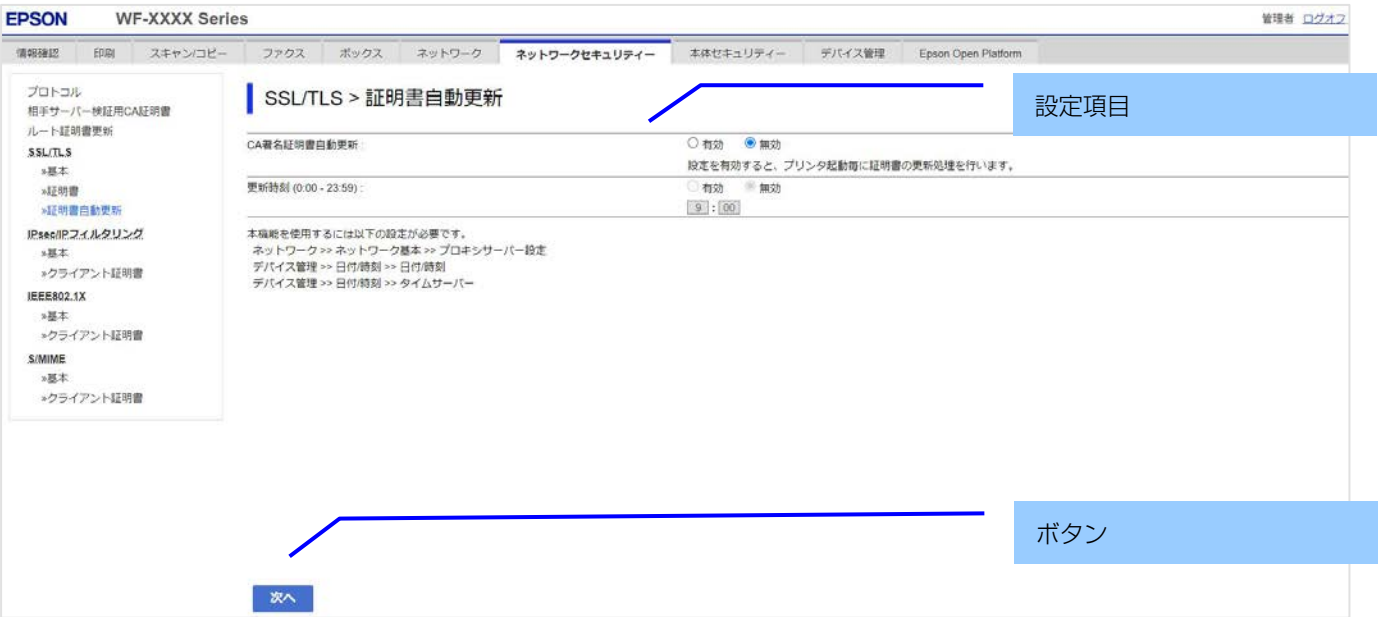 EPSON WF-XXXX Series
管理者 ログオフ
情報確認 印刷 スキャン/コピー ファクス ボックス ネットワーク ネットワークセキュリティー 本体セキュリティー デバイス管理 Epson Open Platform
プロトコル
相手サーバー検証用CA証明書
ルート証明書更新
SSL/TLS
»基本
»証明書
»証明書自動更新
IPsec/IPフィルタリング
»基本
»クライアント証明書
IEEE802.1X
»基本
»クライアント証明書
S/MIME
»基本
»クライアント証明書
SSL/TLS > 証明書自動更新
設定項目
CA署名証明書自動更新 : 有効 無効
設定を有効すると、プリンタ起動毎に証明書の更新処理を行います。
更新時刻 (0:00 - 23:59) : 有効 無効
9 : 00
本機能を使用するには以下の設定が必要です。
ネットワーク >> ネットワーク基本 >> プロキシサーバー設定
デバイス管理 >> 日付/時刻 >> 日付/時刻
デバイス管理 >> 日付/時刻 >> タイムサーバー
ボタン
次へ